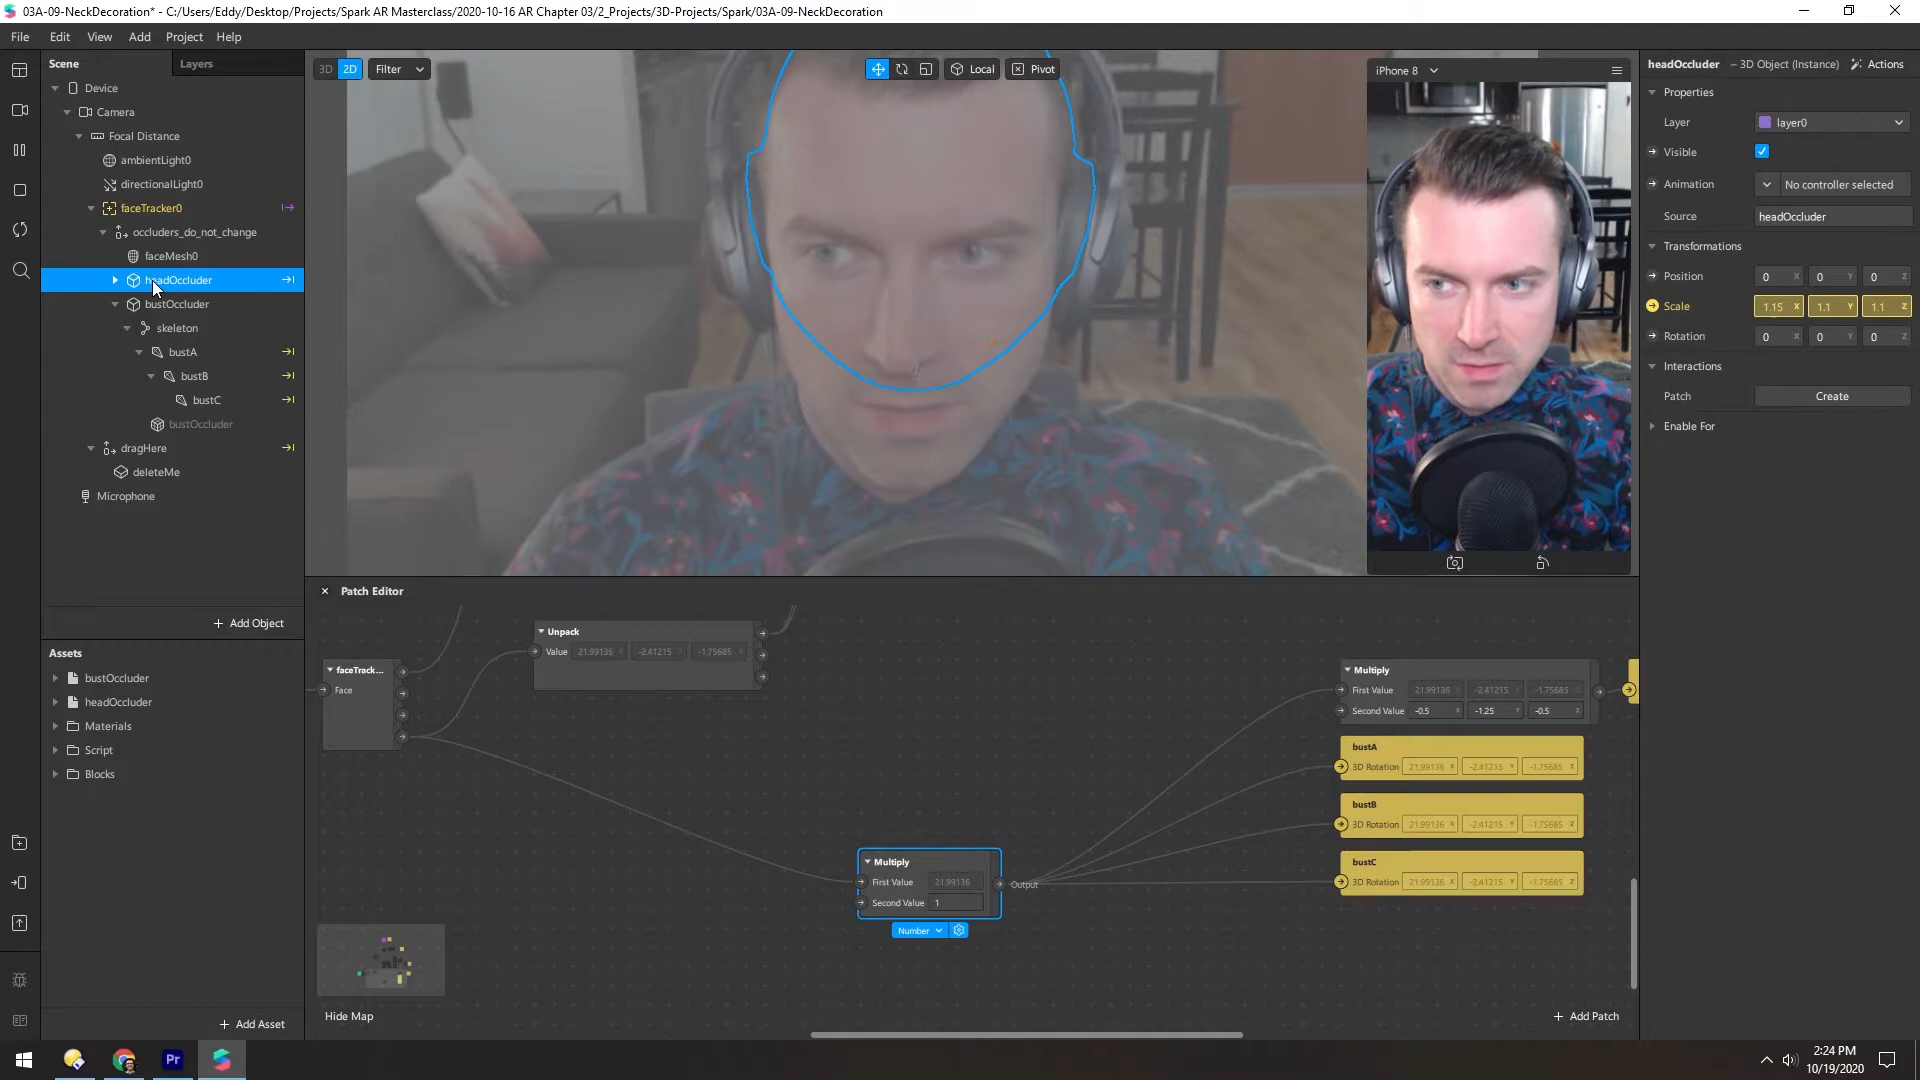 03A-09-NeckDecoration* - C:/Users/Eddy/Desktop/Projects/Spark AR Masterclass/2020-10-16 AR Chapter 03/2_Projects/3D-Projects/Spark/03A-09-NeckDecoration
File Edit View Add Project Help
Scene Layers
Device
Camera
Focal Distance
ambientLight0
directionalLight0
faceTracker0
occluders_do_not_change
faceMesh0
headOccluder
bustOccluder
skeleton
bustA
bustB
bustC
bustOccluder
dragHere
deleteMe
Microphone
+ Add Object
Assets
bustOccluder
headOccluder
Materials
Script
Blocks
+ Add Asset
3D 2D Filter Local Pivot
iPhone 8
headOccluder – 3D Object (Instance) Actions
Properties
Layer layer0
Visible
Animation No controller selected
Source headOccluder
Transformations
Position 0 X 0 Y 0 Z
Scale 1.15 X 1.1 Y 1.1 Z
Rotation 0 X 0 Y 0 Z
Interactions
Patch Create
Enable For
Patch Editor
Unpack
Value 21.99136 X -2.41215 Y -1.75685 Z
faceTrack...
Face
Multiply
First Value 21.99136 X -2.41215 Y -1.75685 Z
Second Value -0.5 X -1.25 Y -0.5 Z
bustA
3D Rotation 21.99136 X -2.41215 Y -1.75685 Z
bustB
3D Rotation 21.99136 X -2.41215 Y -1.75685 Z
bustC
3D Rotation 21.99136 X -2.41215 Y -1.75685 Z
Multiply
First Value 21.99136
Second Value 1
Output
Number
Hide Map
+ Add Patch
Pr
2:24 PM
10/19/2020